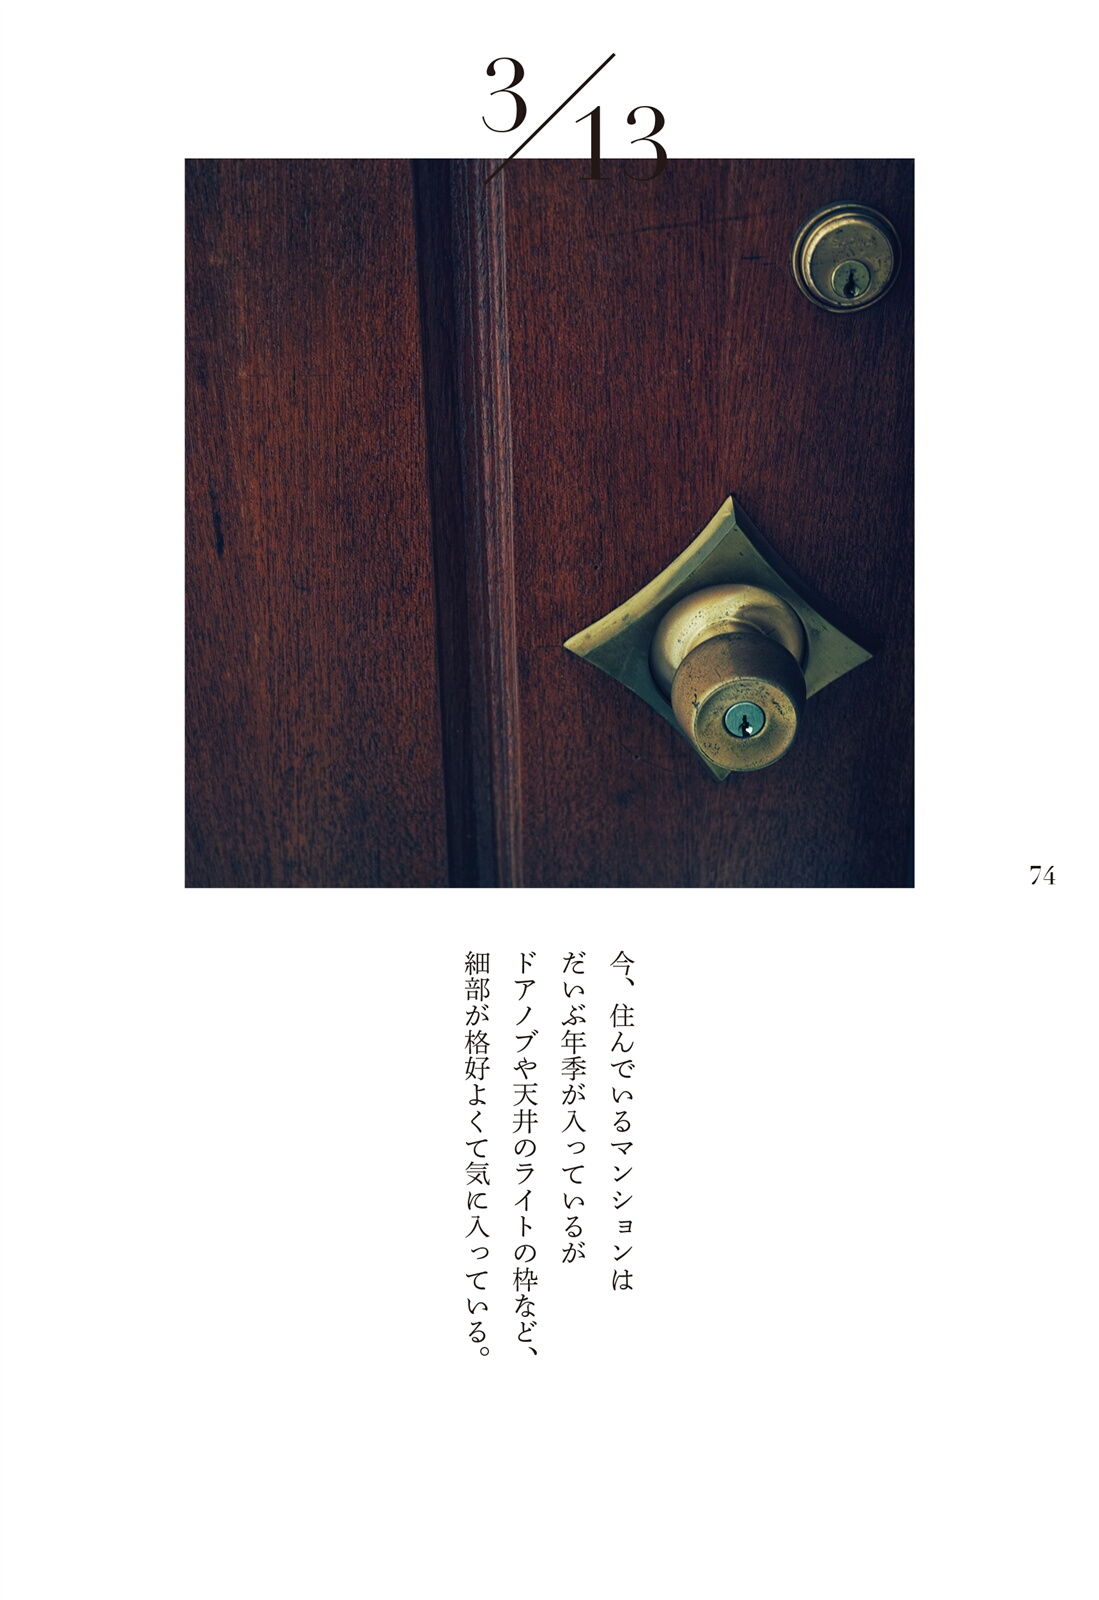 3/13
74
今、住んでいるマンションは
だいぶ年季が入っているが
ドアノブや天井のライトの枠など、
細部が格好よくて気に入っている。